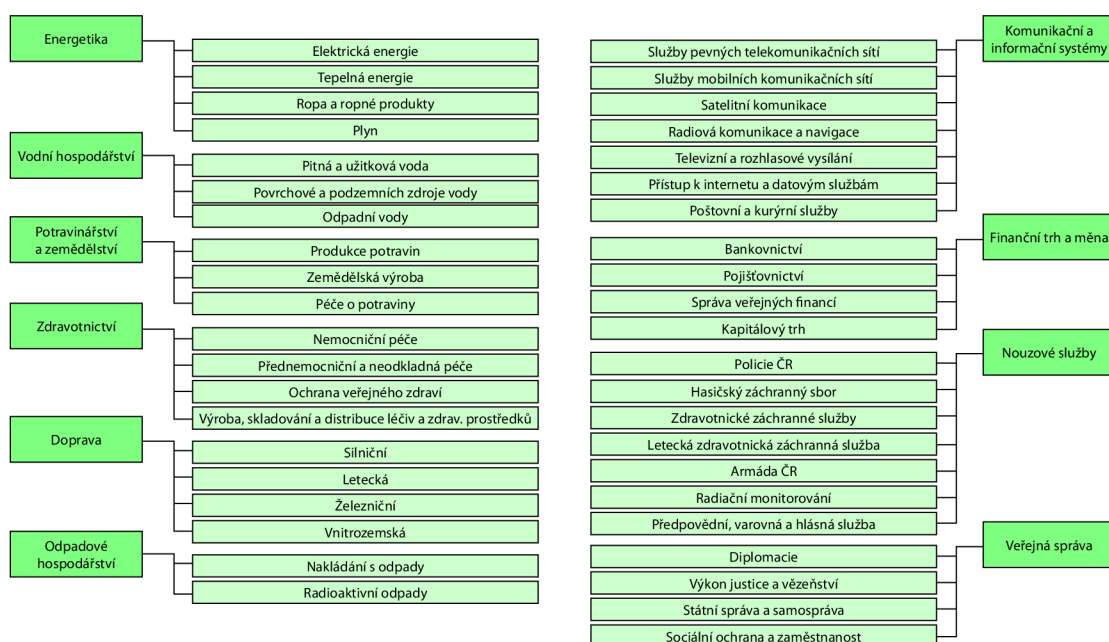 Energetika
Elektrická energie
Tepelná energie
Ropa a ropné produkty
Plyn
Vodní hospodářství
Pitná a užitková voda
Povrchové a podzemních zdroje vody
Odpadní vody
Potravinářství
a zemědělství
Produkce potravin
Zemědělská výroba
Péče o potraviny
Zdravotnictví
Nemocniční péče
Přednemocniční a neodkladná péče
Ochrana veřejného zdraví
Výroba, skladování a distribuce léčiv a zdrav. prostředků
Doprava
Silniční
Letecká
Železniční
Vnitrozemská
Odpadové
hospodářství
Nakládání s odpady
Radioaktivní odpady
Komunikační a
informační systémy
Služby pevných telekomunikačních sítí
Služby mobilních komunikačních sítí
Satelitní komunikace
Radiová komunikace a navigace
Televizní a rozhlasové vysílání
Přístup k internetu a datovým službám
Poštovní a kurýrní služby
Finanční trh a měna
Bankovnictví
Pojišťovnictví
Správa veřejných financí
Kapitálový trh
Nouzové služby
Policie ČR
Hasičský záchranný sbor
Zdravotnické záchranné služby
Letecká zdravotnická záchranná služba
Armáda ČR
Radiační monitorování
Předpovědní, varovná a hlásná služba
Veřejná správa
Diplomacie
Výkon justice a vězeňství
Státní správa a samospráva
Sociální ochrana a zaměstnanost